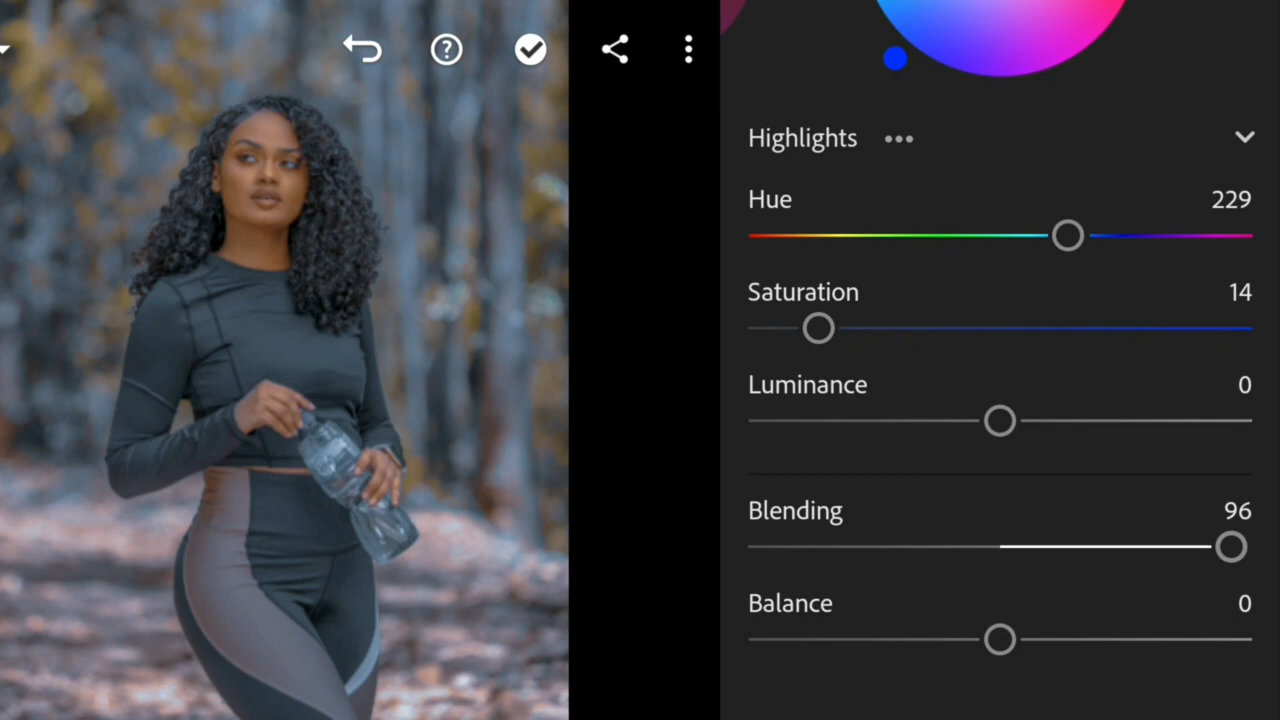 Highlights
Hue 229
Saturation 14
Luminance 0
Blending 96
Balance 0